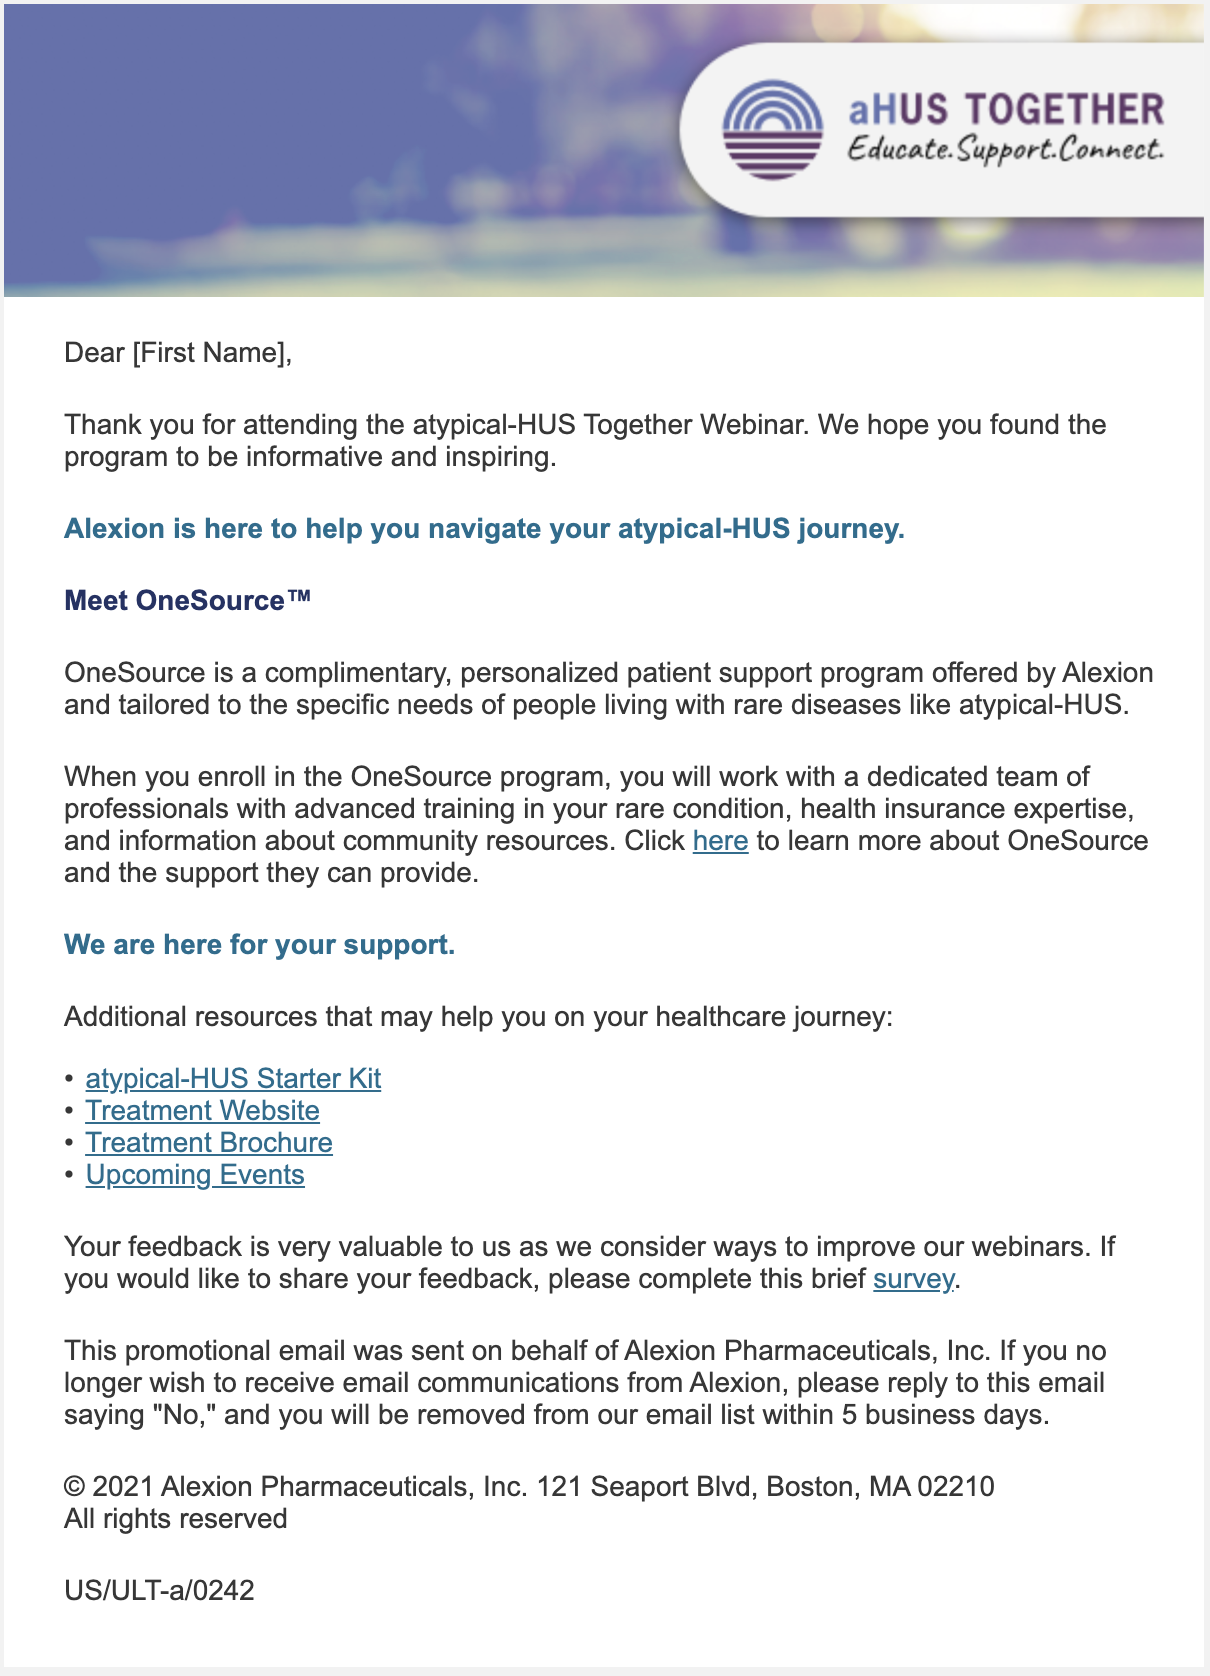 aHUS TOGETHER
Educate.Support.Connect.
Dear [First Name],
Thank you for attending the atypical-HUS Together Webinar. We hope you found the
program to be informative and inspiring.
Alexion is here to help you navigate your atypical-HUS journey.
Meet OneSource™
OneSource is a complimentary, personalized patient support program offered by Alexion
and tailored to the specific needs of people living with rare diseases like atypical-HUS.
When you enroll in the OneSource program, you will work with a dedicated team of
professionals with advanced training in your rare condition, health insurance expertise,
and information about community resources. Click here to learn more about OneSource
and the support they can provide.
We are here for your support.
Additional resources that may help you on your healthcare journey:
• atypical-HUS Starter Kit
• Treatment Website
• Treatment Brochure
• Upcoming Events
Your feedback is very valuable to us as we consider ways to improve our webinars. If
you would like to share your feedback, please complete this brief survey.
This promotional email was sent on behalf of Alexion Pharmaceuticals, Inc. If you no
longer wish to receive email communications from Alexion, please reply to this email
saying "No," and you will be removed from our email list within 5 business days.
© 2021 Alexion Pharmaceuticals, Inc. 121 Seaport Blvd, Boston, MA 02210
All rights reserved
US/ULT-a/0242